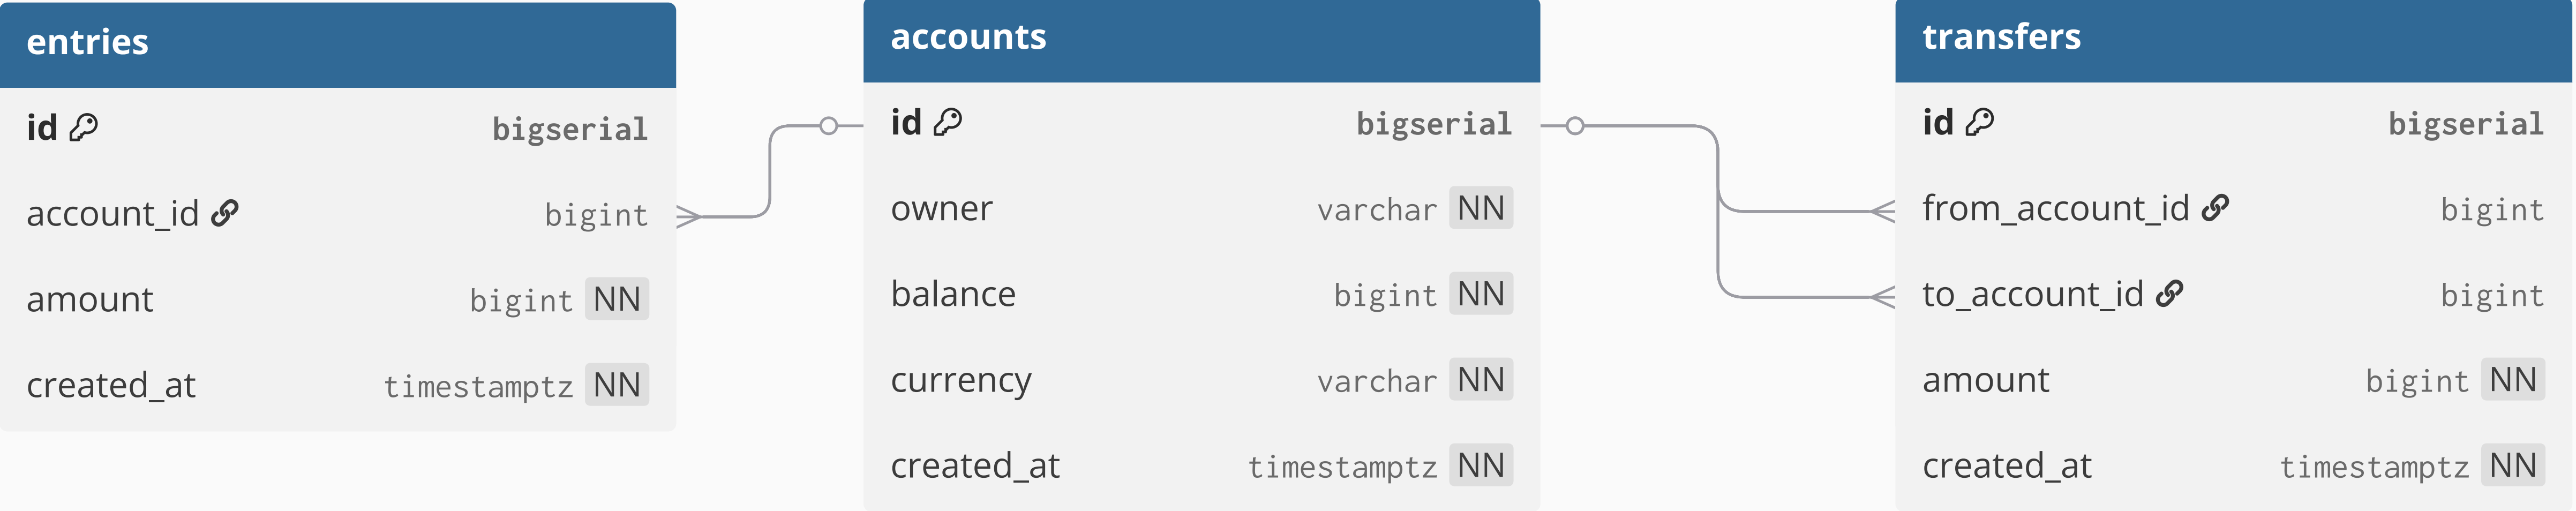 entries
id bigserial
account_id bigint
amount bigint NN
created_at timestamptz NN
accounts
id bigserial
owner varchar NN
balance bigint NN
currency varchar NN
created_at timestamptz NN
transfers
id bigserial
from_account_id bigint
to_account_id bigint
amount bigint NN
created_at timestamptz NN